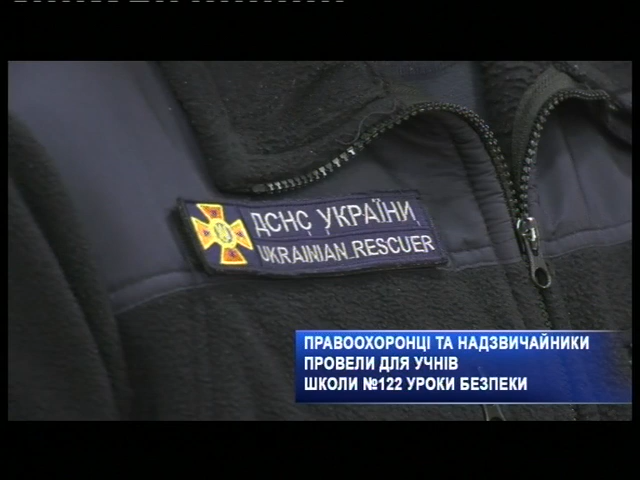 ДСНС УКРАЇНИ
UKRAINIAN RESCUER
ПРАВООХОРОНЦІ ТА НАДЗВИЧАЙНИКИ
ПРОВЕЛИ ДЛЯ УЧНІВ
ШКОЛИ №122 УРОКИ БЕЗПЕКИ